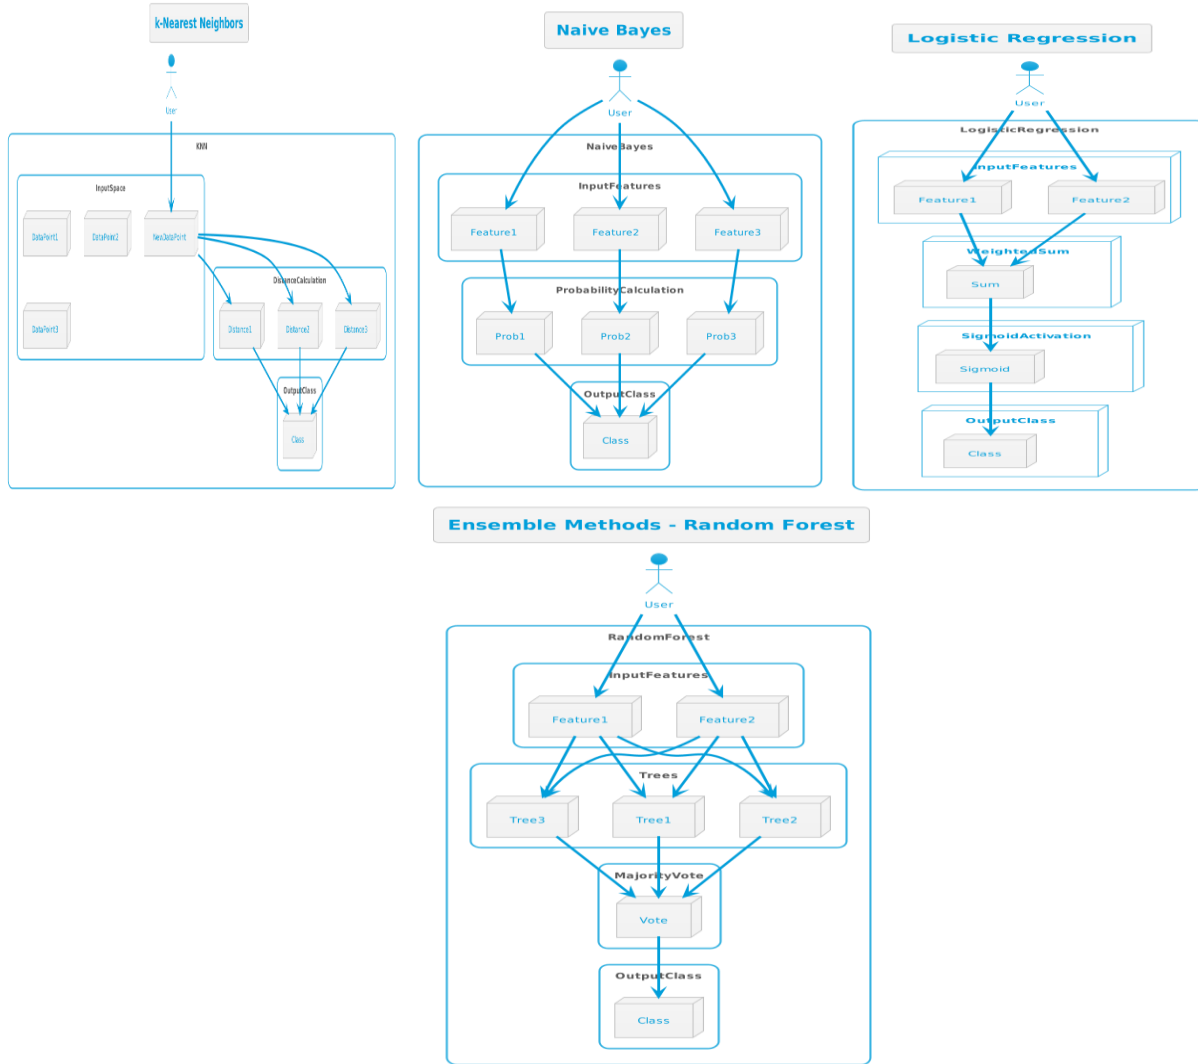 k-Nearest Neighbors
User
KNN
InputSpace
DataPoint1
DataPoint2
NewDataPoint
DistanceCalculation
DataPoint3
Distance1
Distance2
Distance3
OutputClass
Class
Naive Bayes
User
NaiveBayes
InputFeatures
Feature1
Feature2
Feature3
ProbabilityCalculation
Prob1
Prob2
Prob3
OutputClass
Class
Logistic Regression
User
LogisticRegression
InputFeatures
Feature1
Feature2
WeightedSum
Sum
SigmoidActivation
Sigmoid
OutputClass
Class
Ensemble Methods - Random Forest
User
RandomForest
InputFeatures
Feature1
Feature2
Trees
Tree3
Tree1
Tree2
MajorityVote
Vote
OutputClass
Class